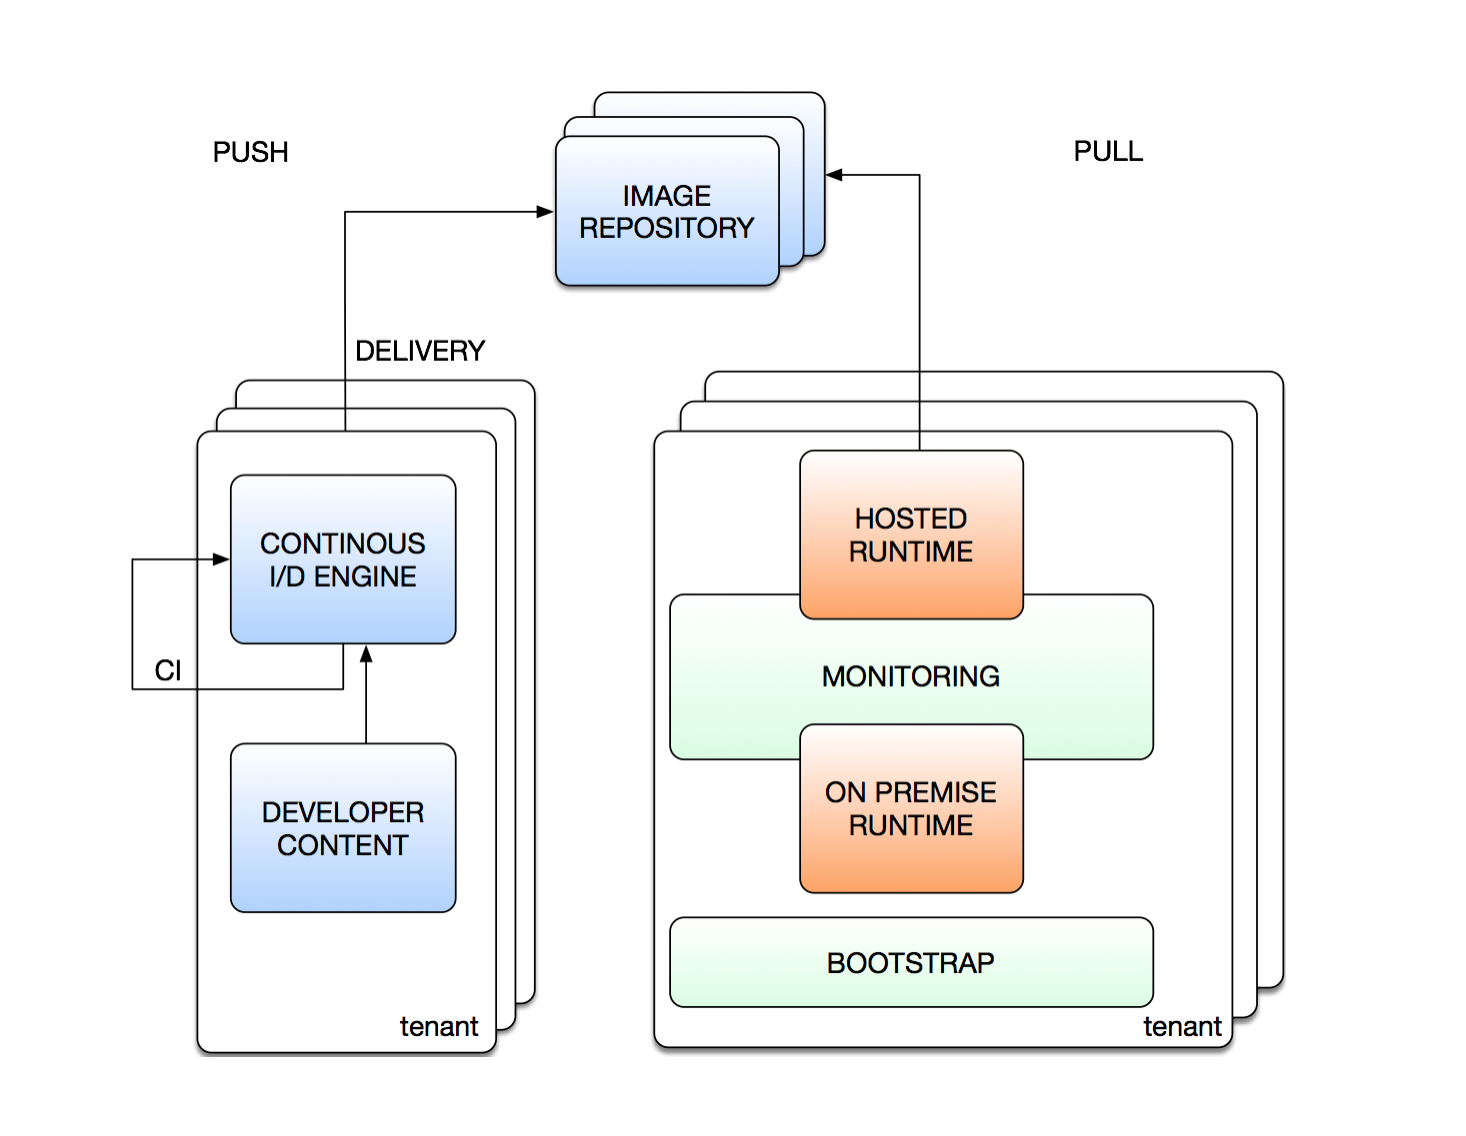 PUSH
PULL
IMAGE
REPOSITORY
DELIVERY
CONTINOUS
I/D ENGINE
CI
DEVELOPER
CONTENT
tenant
HOSTED
RUNTIME
MONITORING
ON PREMISE
RUNTIME
BOOTSTRAP
tenant